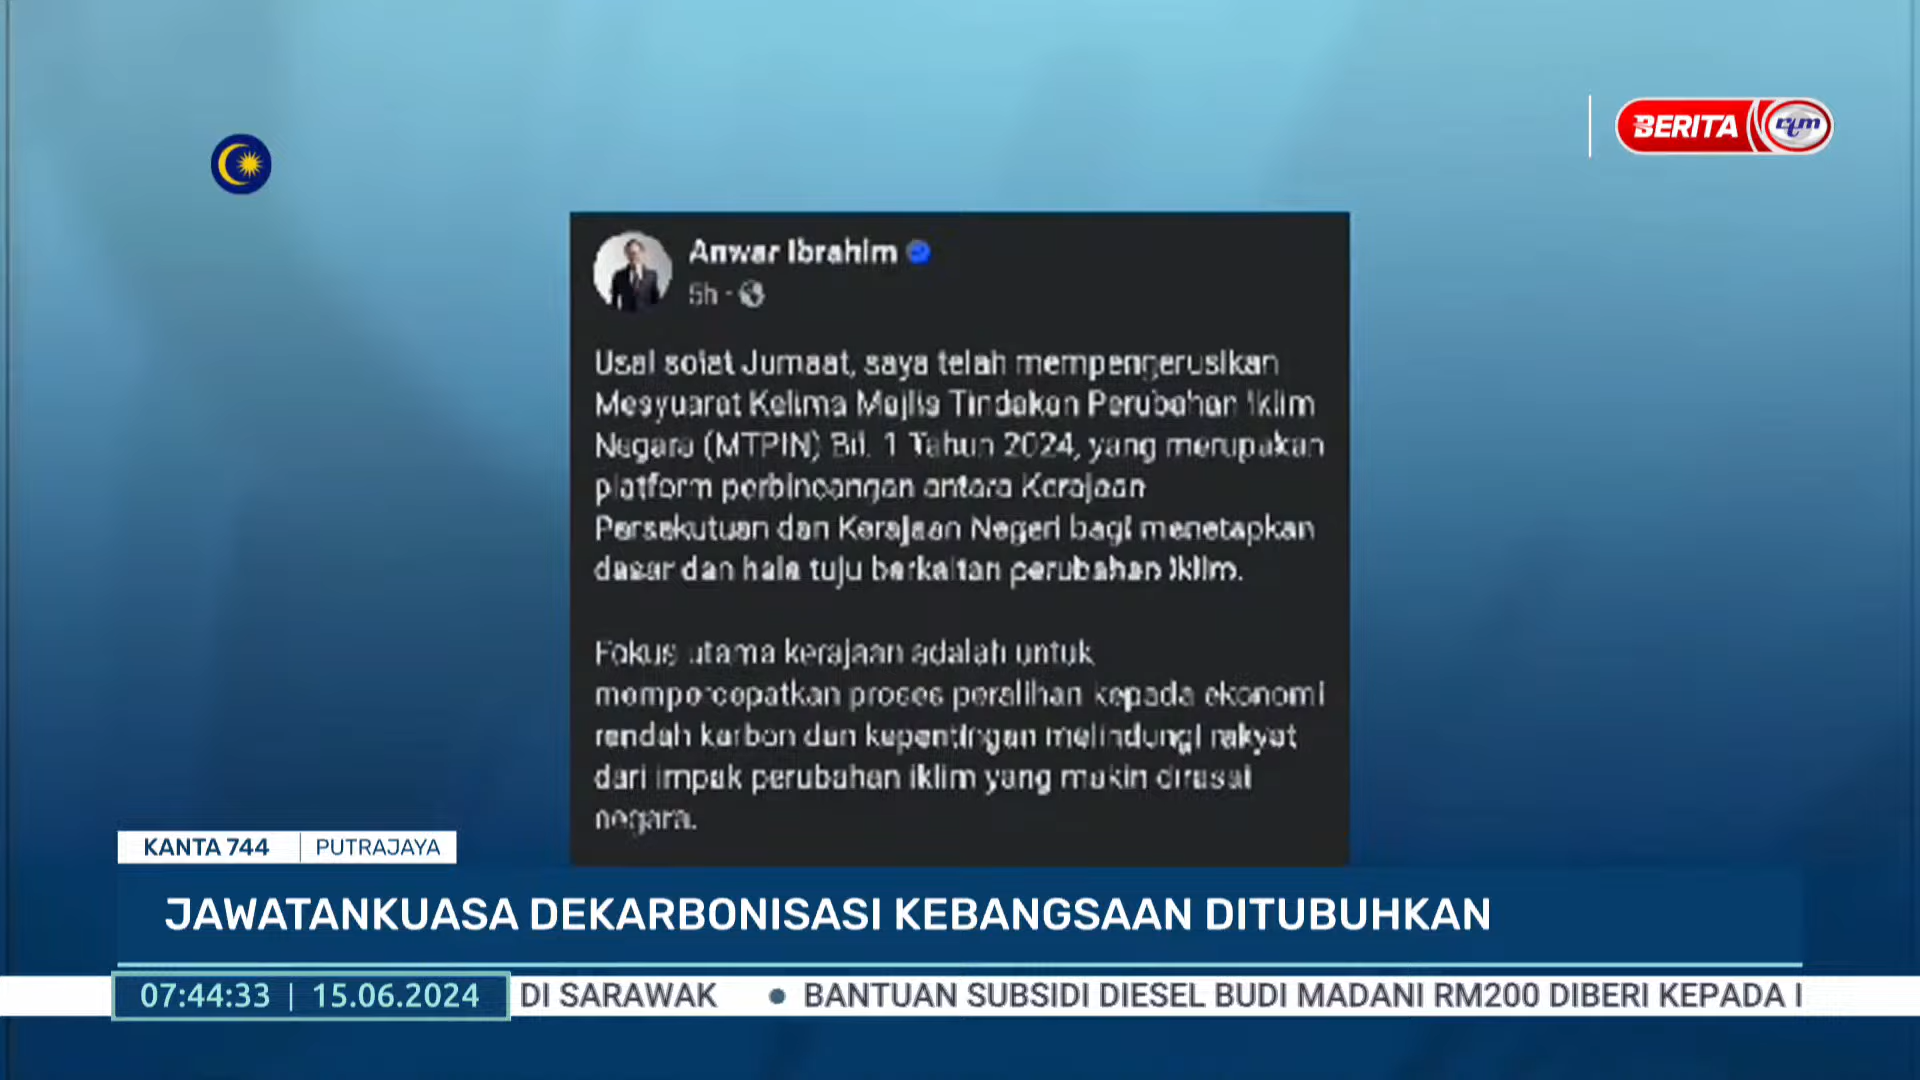 BERITA rtm
Anwar Ibrahim
5h
Usai solat Jumaat, saya telah mempengerusikan
Mesyuarat Kelima Majlis Tindakan Perubahan Iklim
Negara (MTPIN) Bil. 1 Tahun 2024, yang merupakan
platform perbincangan antara Kerajaan
Persekutuan dan Kerajaan Negeri bagi menetapkan
dasar dan hala tuju berkaitan perubahan iklim.
Fokus utama kerajaan adalah untuk
mempercepatkan proses peralihan kepada ekonomi
rendah karbon dan kepentingan melindungi rakyat
dari impak perubahan iklim yang makin dirasai
negara.
KANTA 744 PUTRAJAYA
JAWATANKUASA DEKARBONISASI KEBANGSAAN DITUBUHKAN
07:44:33 | 15.06.2024 DI SARAWAK • BANTUAN SUBSIDI DIESEL BUDI MADANI RM200 DIBERI KEPADA